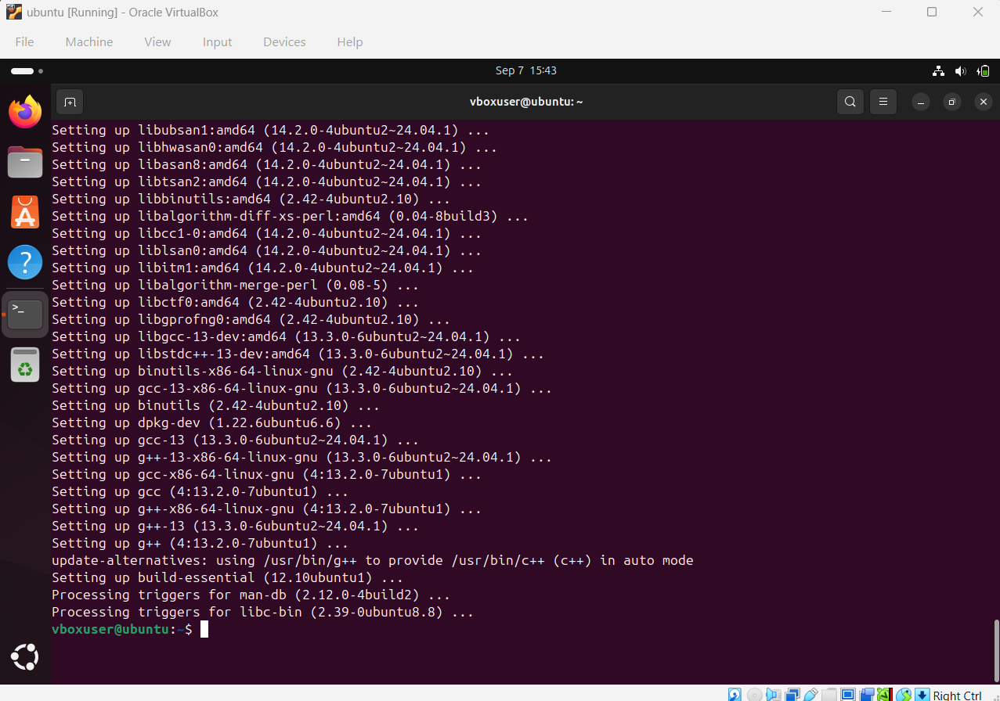 ubuntu [Running] - Oracle VirtualBox
File Machine View Input Devices Help
Sep 7 15:43
vboxuser@ubuntu: ~
Setting up libubsan1:amd64 (14.2.0-4ubuntu2~24.04.1) ...
Setting up libhwasan0:amd64 (14.2.0-4ubuntu2~24.04.1) ...
Setting up libasan8:amd64 (14.2.0-4ubuntu2~24.04.1) ...
Setting up libtsan2:amd64 (14.2.0-4ubuntu2~24.04.1) ...
Setting up libbinutils:amd64 (2.42-4ubuntu2.10) ...
Setting up libalgorithm-diff-xs-perl:amd64 (0.04-8build3) ...
Setting up libcc1-0:amd64 (14.2.0-4ubuntu2~24.04.1) ...
Setting up liblsan0:amd64 (14.2.0-4ubuntu2~24.04.1) ...
Setting up libitm1:amd64 (14.2.0-4ubuntu2~24.04.1) ...
Setting up libalgorithm-merge-perl (0.08-5) ...
Setting up libctf0:amd64 (2.42-4ubuntu2.10) ...
Setting up libgprofng0:amd64 (2.42-4ubuntu2.10) ...
Setting up libgcc-13-dev:amd64 (13.3.0-6ubuntu2~24.04.1) ...
Setting up libstdc++-13-dev:amd64 (13.3.0-6ubuntu2~24.04.1) ...
Setting up binutils-x86-64-linux-gnu (2.42-4ubuntu2.10) ...
Setting up gcc-13-x86-64-linux-gnu (13.3.0-6ubuntu2~24.04.1) ...
Setting up binutils (2.42-4ubuntu2.10) ...
Setting up dpkg-dev (1.22.6ubuntu6.6) ...
Setting up gcc-13 (13.3.0-6ubuntu2~24.04.1) ...
Setting up g++-13-x86-64-linux-gnu (13.3.0-6ubuntu2~24.04.1) ...
Setting up gcc-x86-64-linux-gnu (4:13.2.0-7ubuntu1) ...
Setting up gcc (4:13.2.0-7ubuntu1) ...
Setting up g++-x86-64-linux-gnu (4:13.2.0-7ubuntu1) ...
Setting up g++-13 (13.3.0-6ubuntu2~24.04.1) ...
Setting up g++ (4:13.2.0-7ubuntu1) ...
update-alternatives: using /usr/bin/g++ to provide /usr/bin/c++ (c++) in auto mode
Setting up build-essential (12.10ubuntu1) ...
Processing triggers for man-db (2.12.0-4build2) ...
Processing triggers for libc-bin (2.39-0ubuntu8.8) ...
vboxuser@ubuntu:~$
Right Ctrl